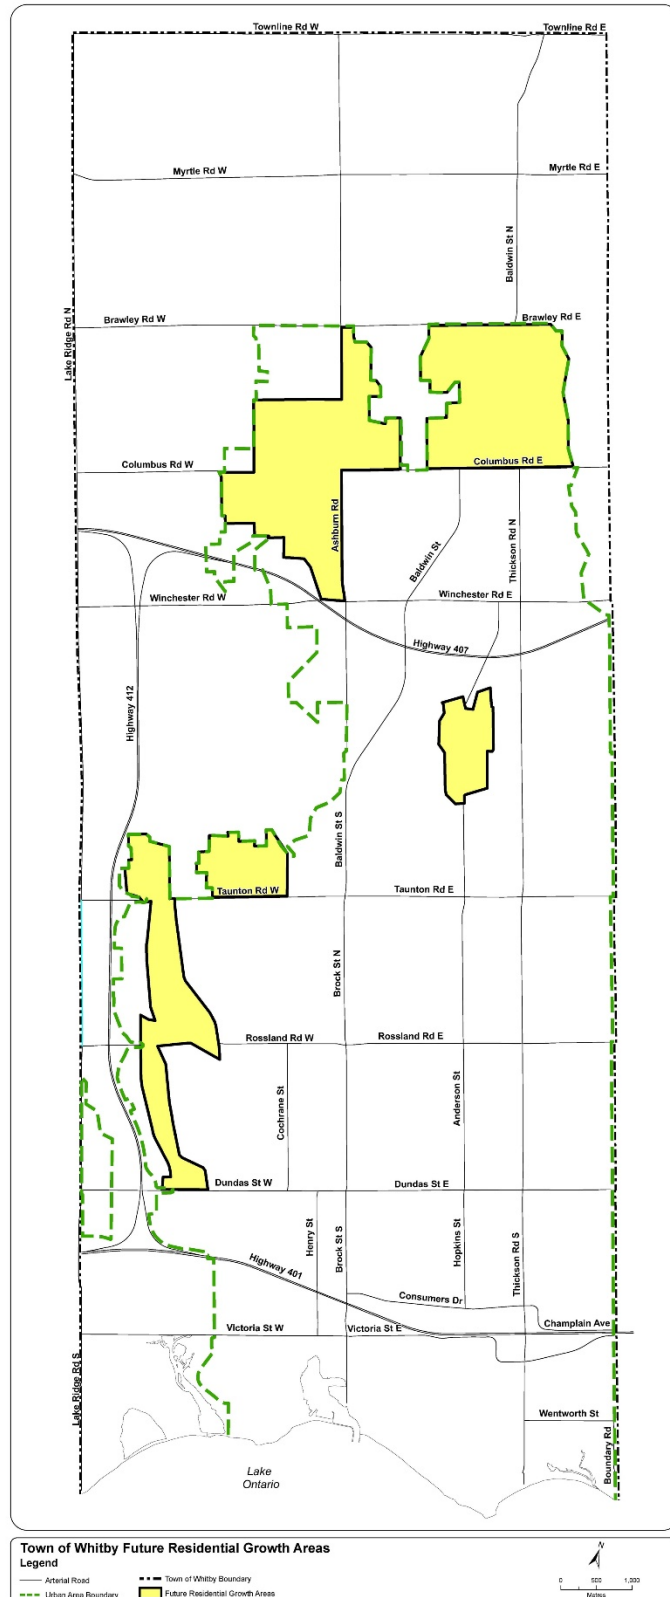 Townline Rd W
Townline Rd E
Myrtle Rd W
Myrtle Rd E
Baldwin St N
Lake Ridge Rd N
Brawley Rd W
Brawley Rd E
Columbus Rd W
Columbus Rd E
Ashburn Rd
Baldwin St
Thickson Rd N
Winchester Rd W
Winchester Rd E
Highway 407
Highway 412
Baldwin St S
Taunton Rd W
Taunton Rd E
Brock St N
Rossland Rd W
Rossland Rd E
Cochrane St
Anderson St
Dundas St W
Dundas St E
Henry St
Brock St S
Hopkins St
Thickson Rd S
Highway 401
Consumers Dr
Champlain Ave
Victoria St W
Victoria St E
Lake Ridge Rd S
Wentworth St
Boundary Rd
Lake
Ontario
Town of Whitby Future Residential Growth Areas
Legend
Arterial Road
Town of Whitby Boundary
Urban Area Boundary
Future Residential Growth Areas
N
0 500 1,000
Metres